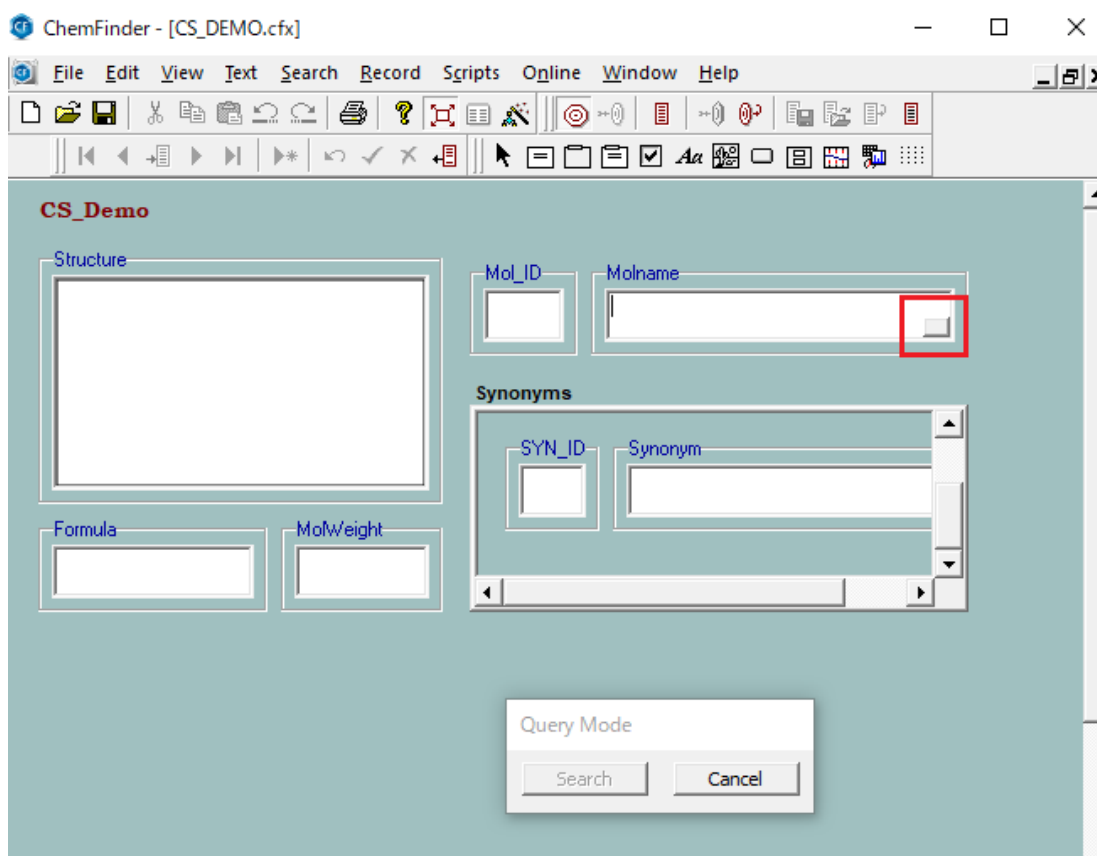 ChemFinder - [CS_DEMO.cfx]
File Edit View Text Search Record Scripts Online Window Help
Aa
CS_Demo
Structure
Mol_ID
Molname
Synonyms
SYN_ID
Synonym
Formula
MolWeight
Query Mode
Search
Cancel